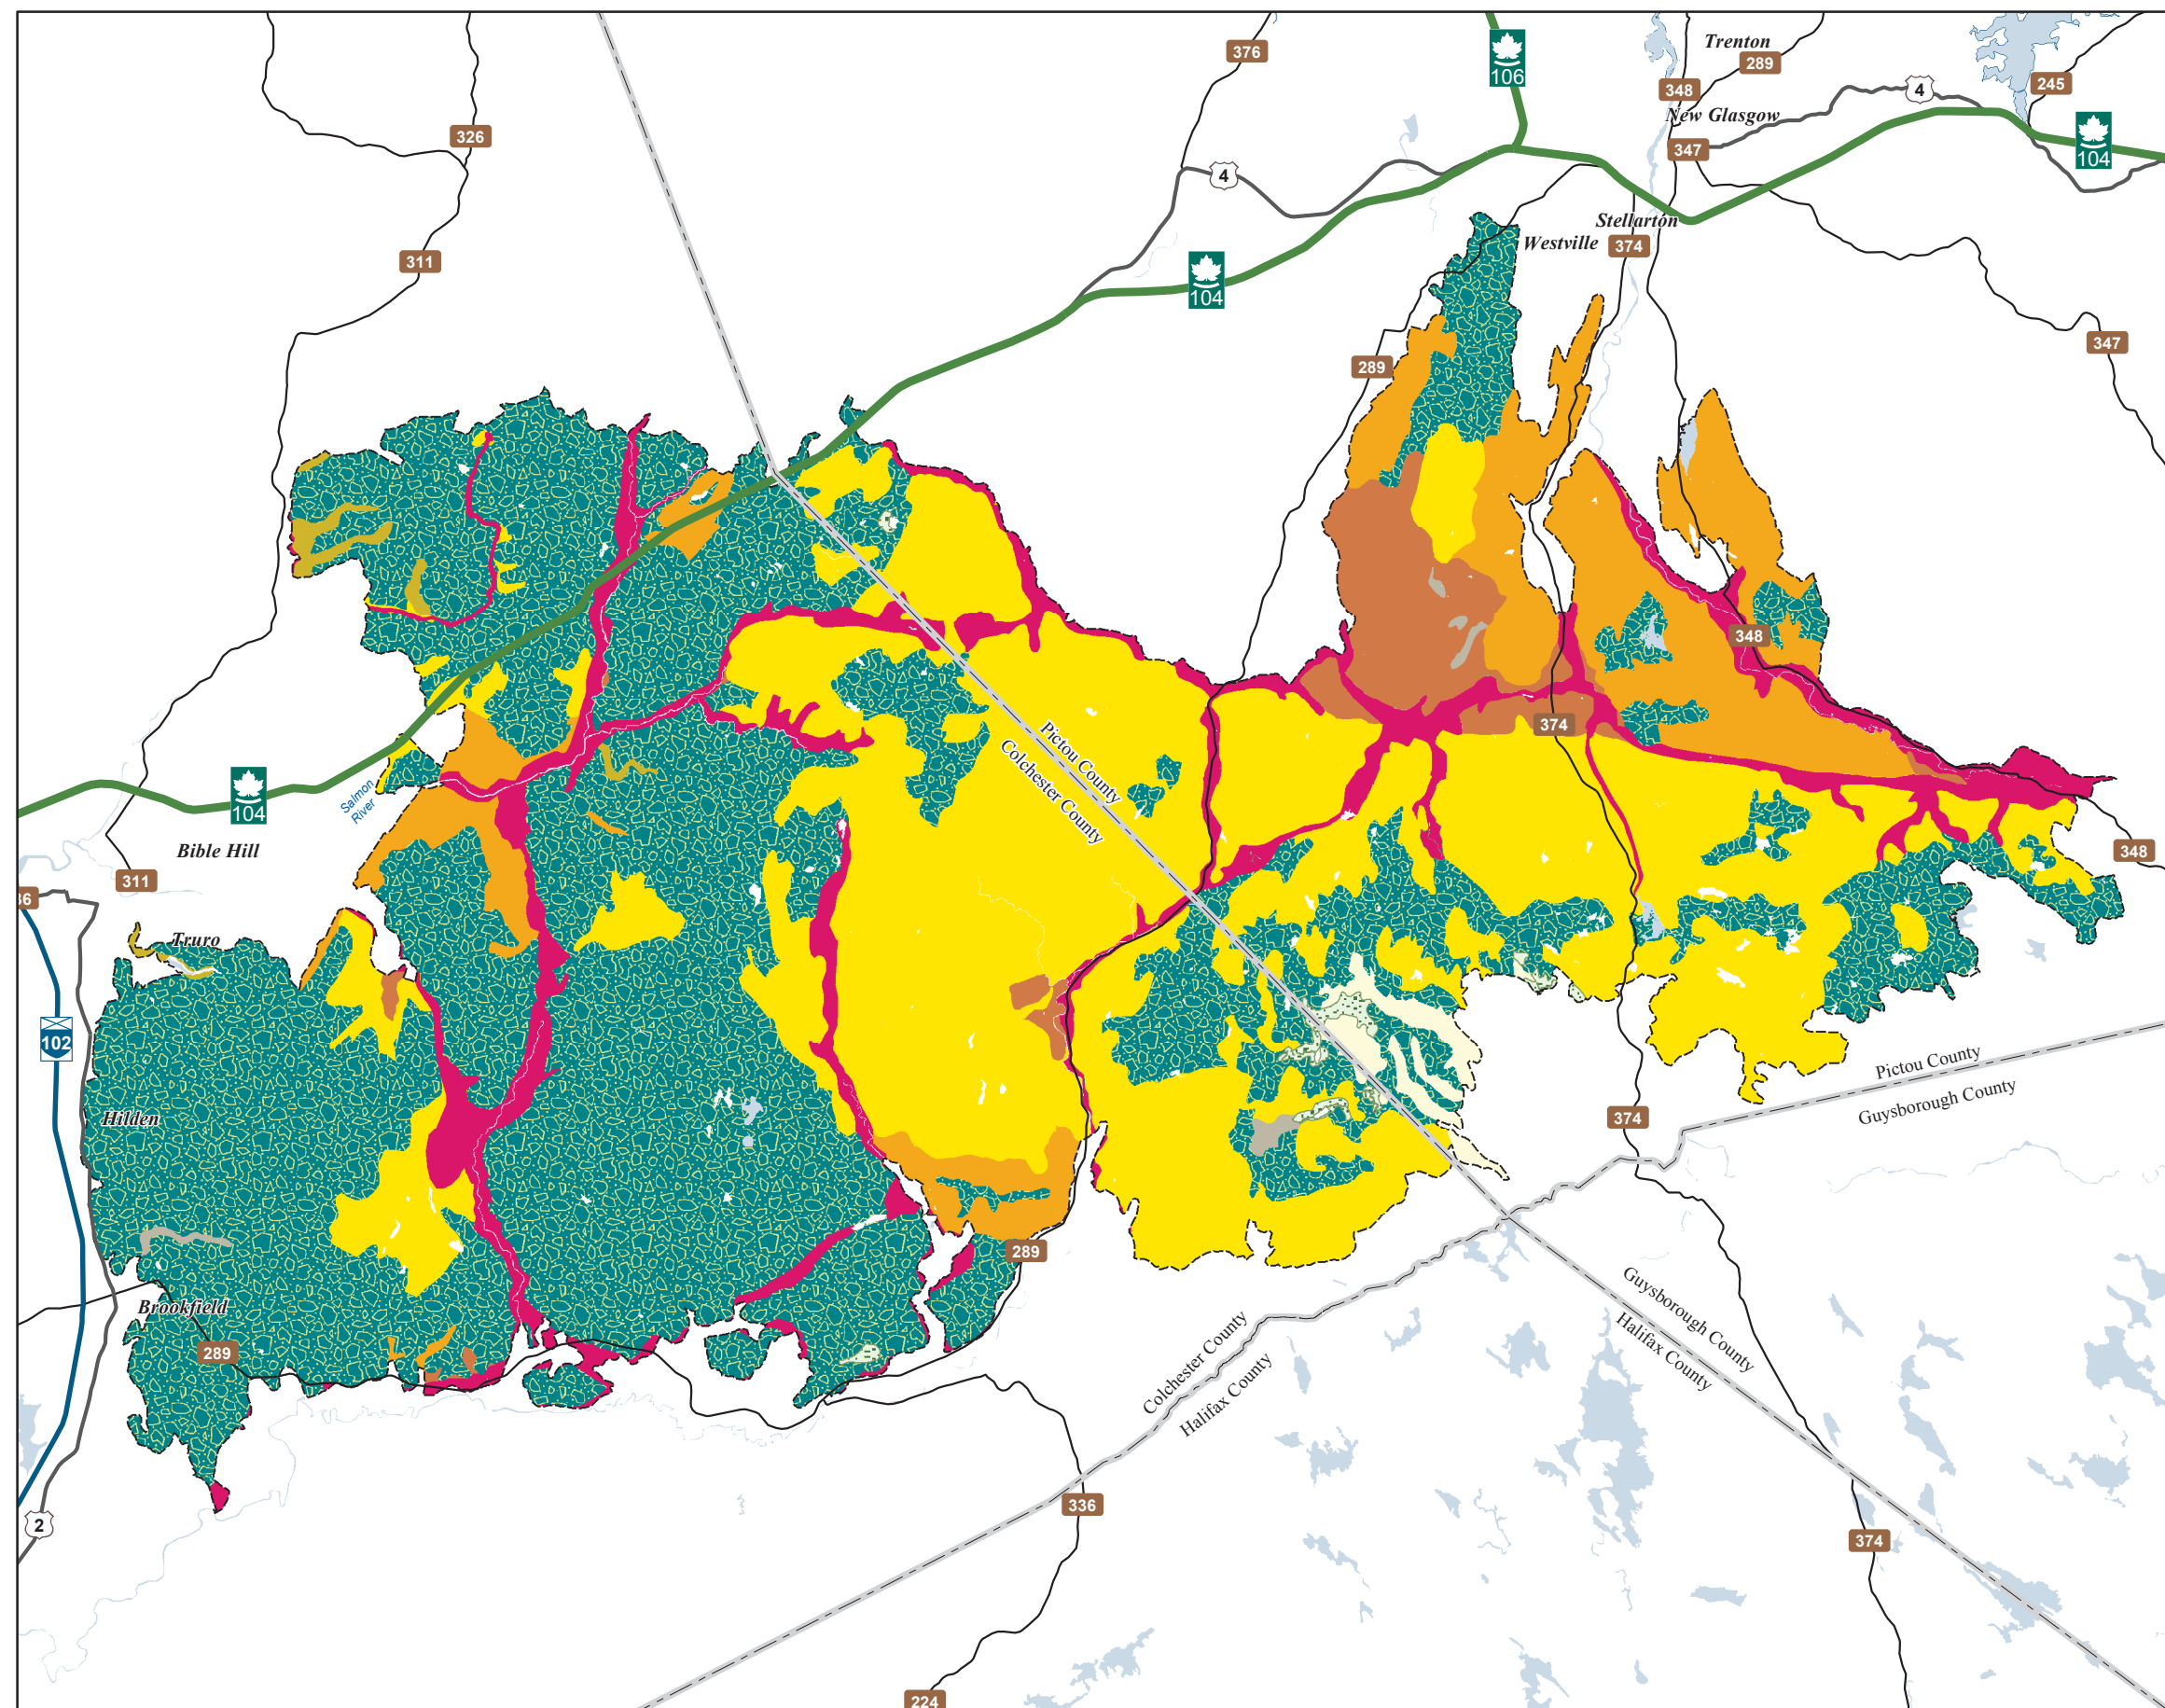 Trenton
376
289
106
245
348
4
New Glasgow
326
104
347
4
Stellarton
Westville
374
311
104
347
289
348
374
Pictou County
Colchester County
Salmon
River
104
Bible Hill
348
311
36
Truro
102
Pictou County
Guysborough County
374
Hilden
289
Brookfield
Guysborough County
Halifax County
289
Colchester County
Halifax County
336
2
374
224